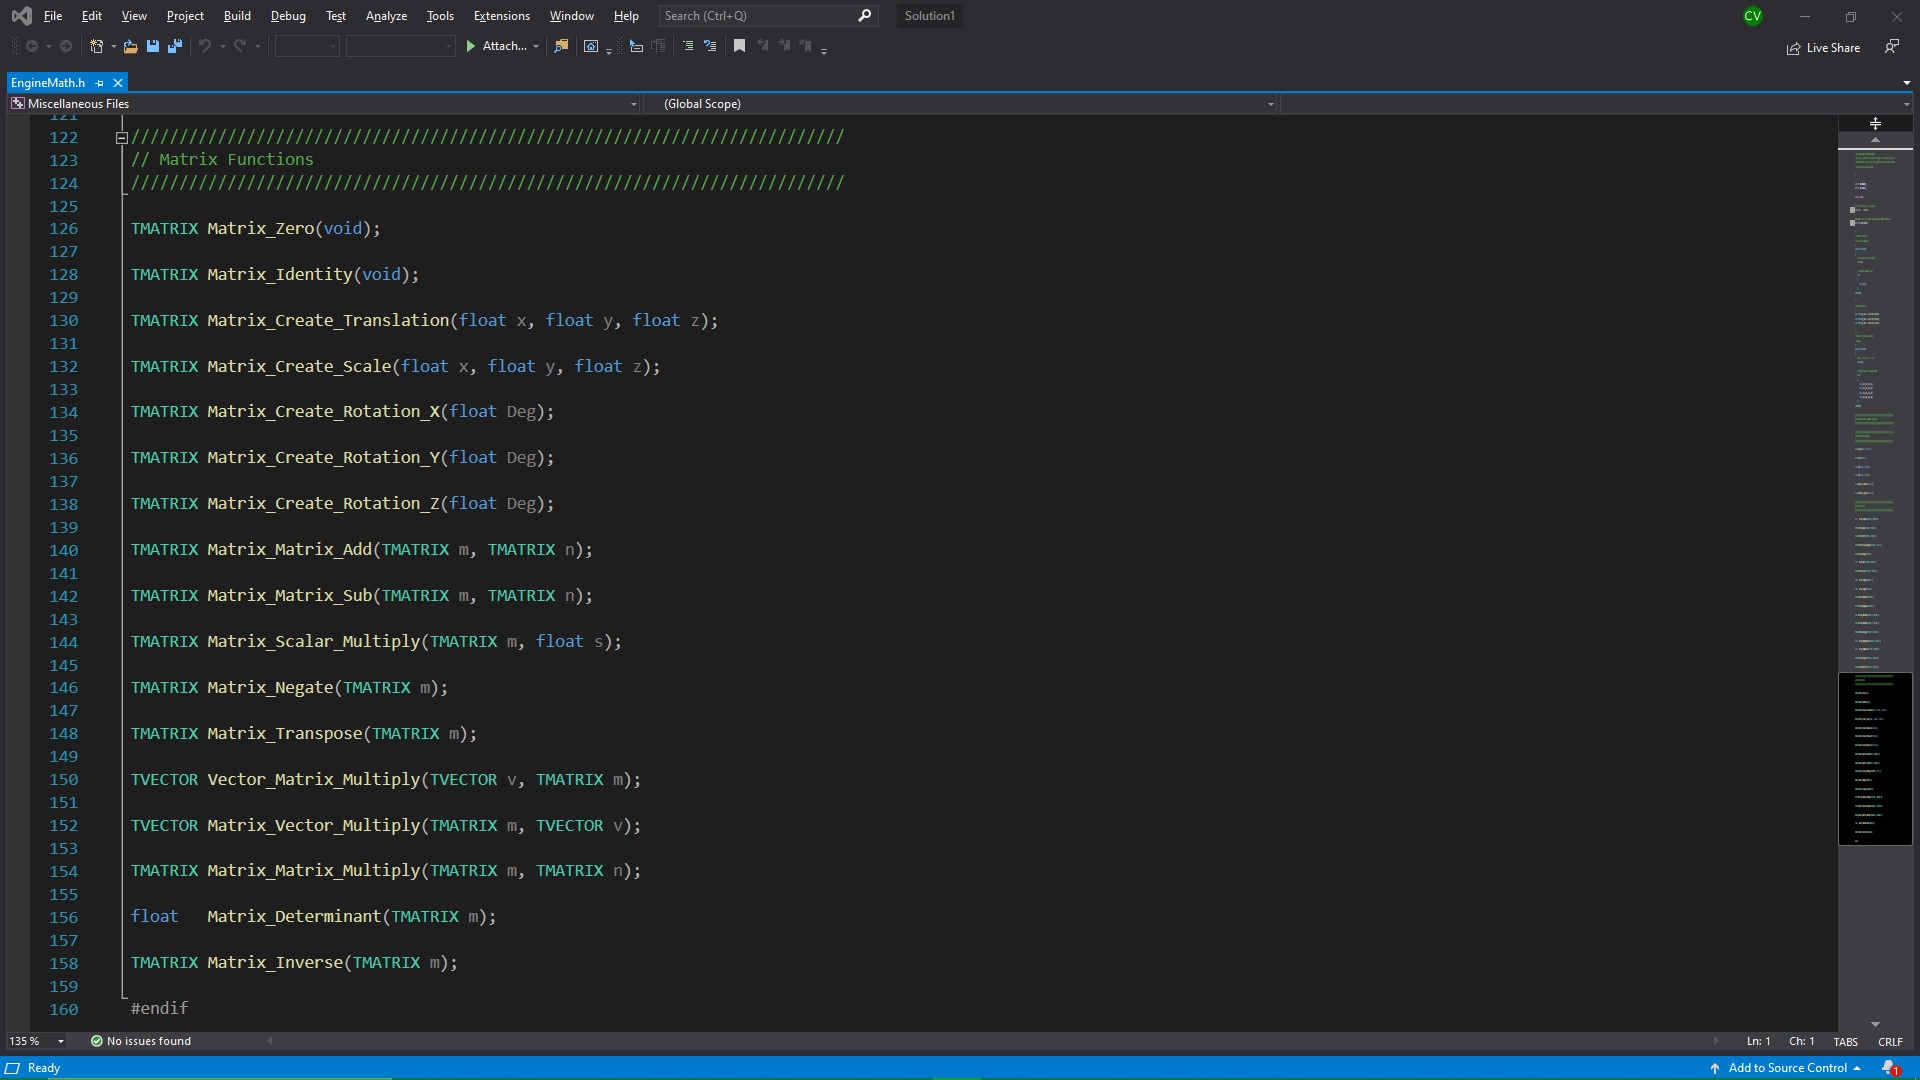 File Edit View Project Build Debug Test Analyze Tools Extensions Window Help Search (Ctrl+Q) Solution1 CV
Attach... Live Share
EngineMath.h
Miscellaneous Files (Global Scope)
121
122 //////////////////////////////////////////////////////////////////////////
123 // Matrix Functions
124 //////////////////////////////////////////////////////////////////////////
125
126 TMATRIX Matrix_Zero(void);
127
128 TMATRIX Matrix_Identity(void);
129
130 TMATRIX Matrix_Create_Translation(float x, float y, float z);
131
132 TMATRIX Matrix_Create_Scale(float x, float y, float z);
133
134 TMATRIX Matrix_Create_Rotation_X(float Deg);
135
136 TMATRIX Matrix_Create_Rotation_Y(float Deg);
137
138 TMATRIX Matrix_Create_Rotation_Z(float Deg);
139
140 TMATRIX Matrix_Matrix_Add(TMATRIX m, TMATRIX n);
141
142 TMATRIX Matrix_Matrix_Sub(TMATRIX m, TMATRIX n);
143
144 TMATRIX Matrix_Scalar_Multiply(TMATRIX m, float s);
145
146 TMATRIX Matrix_Negate(TMATRIX m);
147
148 TMATRIX Matrix_Transpose(TMATRIX m);
149
150 TVECTOR Vector_Matrix_Multiply(TVECTOR v, TMATRIX m);
151
152 TVECTOR Matrix_Vector_Multiply(TMATRIX m, TVECTOR v);
153
154 TMATRIX Matrix_Matrix_Multiply(TMATRIX m, TMATRIX n);
155
156 float   Matrix_Determinant(TMATRIX m);
157
158 TMATRIX Matrix_Inverse(TMATRIX m);
159
160 #endif
135 % No issues found Ln: 1 Ch: 1 TABS CRLF
Ready Add to Source Control 1